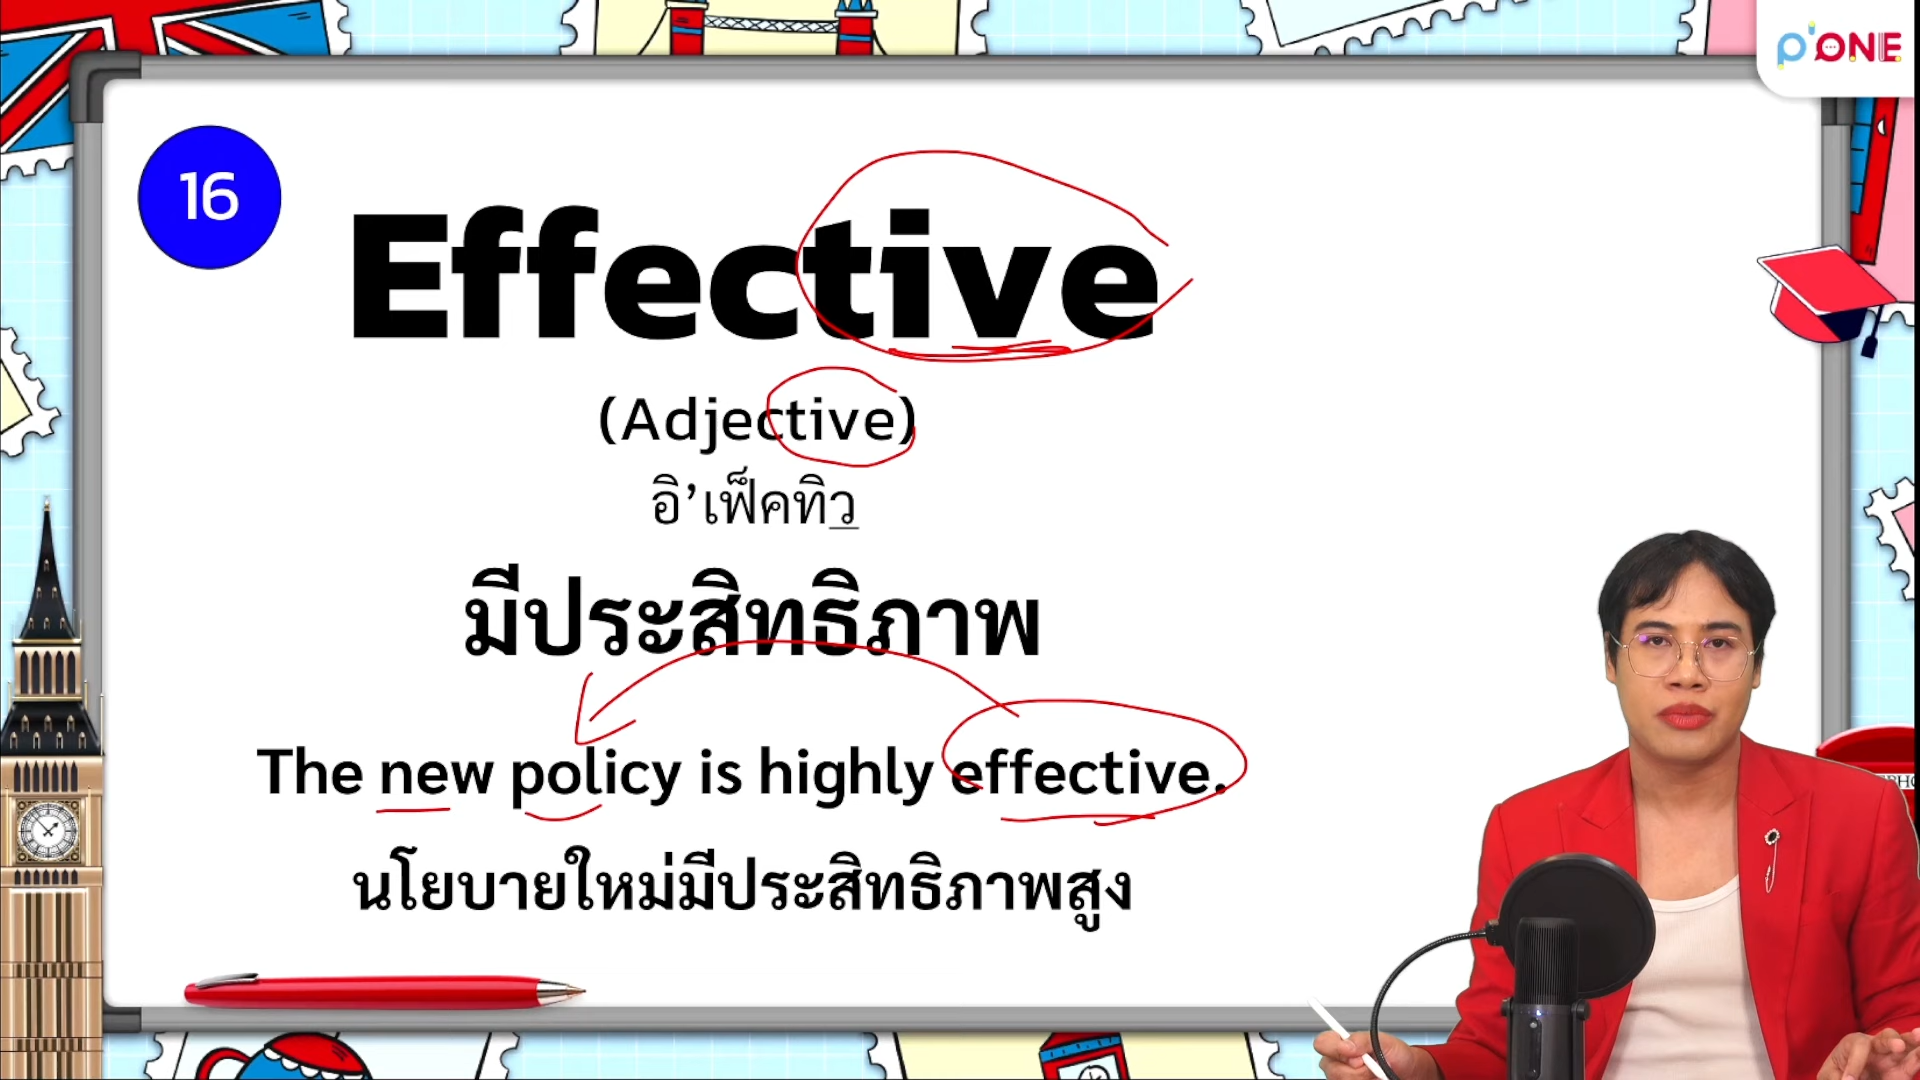 P'ONE
16
Effective
(Adjective)
อิ’เฟ็คทิว
มีประสิทธิภาพ
The new policy is highly effective.
นโยบายใหม่มีประสิทธิภาพสูง